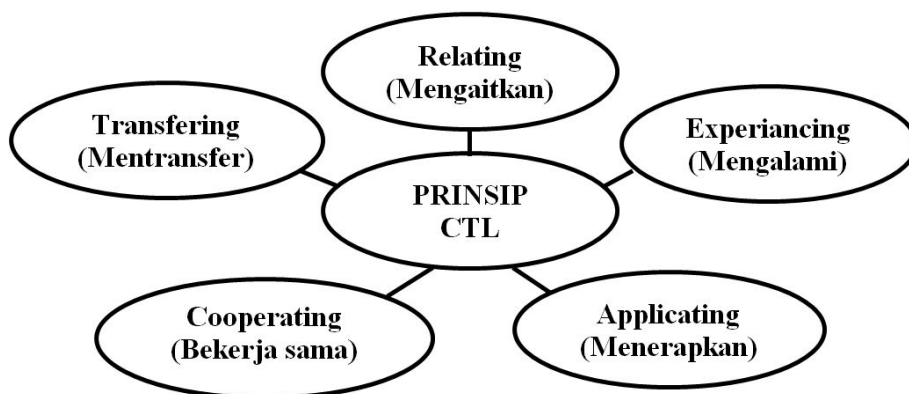 Relating
(Mengaitkan)
Transfering
(Mentransfer)
Experiancing
(Mengalami)
PRINSIP
CTL
Cooperating
(Bekerja sama)
Applicating
(Menerapkan)